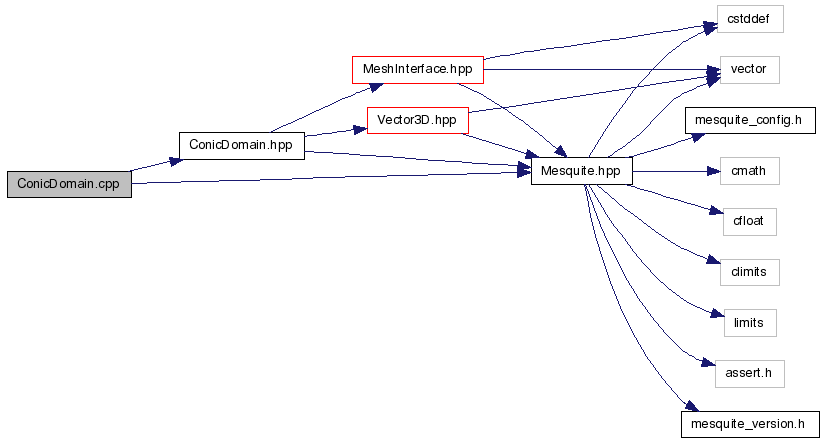 cstddef
MeshInterface.hpp
vector
Vector3D.hpp
mesquite_config.h
ConicDomain.hpp
Mesquite.hpp
cmath
ConicDomain.cpp
cfloat
climits
limits
assert.h
mesquite_version.h